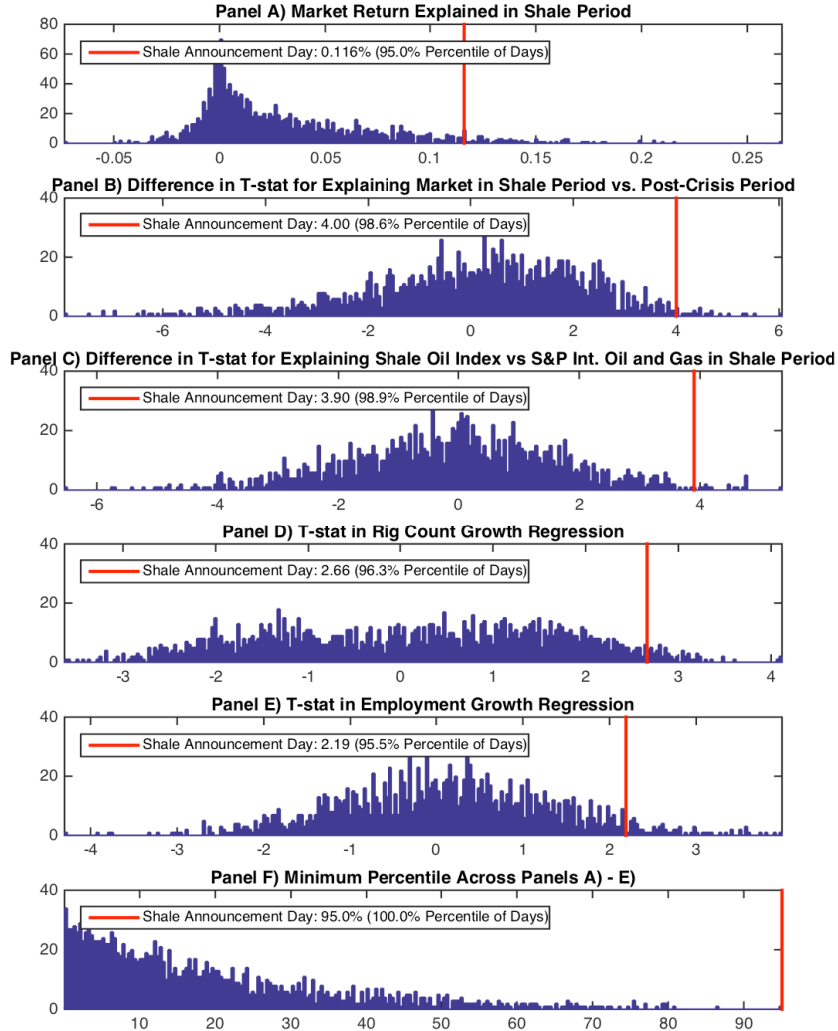 Panel A) Market Return Explained in Shale Period
80
60
40
20
0
Shale Announcement Day: 0.116% (95.0% Percentile of Days)
-0.05 0 0.05 0.1 0.15 0.2 0.25
Panel B) Difference in T-stat for Explaining Market in Shale Period vs. Post-Crisis Period
40
20
0
Shale Announcement Day: 4.00 (98.6% Percentile of Days)
-6 -4 -2 0 2 4 6
Panel C) Difference in T-stat for Explaining Shale Oil Index vs S&P Int. Oil and Gas in Shale Period
40
20
0
Shale Announcement Day: 3.90 (98.9% Percentile of Days)
-6 -4 -2 0 2 4
Panel D) T-stat in Rig Count Growth Regression
40
20
0
Shale Announcement Day: 2.66 (96.3% Percentile of Days)
-3 -2 -1 0 1 2 3 4
Panel E) T-stat in Employment Growth Regression
40
20
0
Shale Announcement Day: 2.19 (95.5% Percentile of Days)
-4 -3 -2 -1 0 1 2 3
Panel F) Minimum Percentile Across Panels A) - E)
40
20
0
Shale Announcement Day: 95.0% (100.0% Percentile of Days)
10 20 30 40 50 60 70 80 90